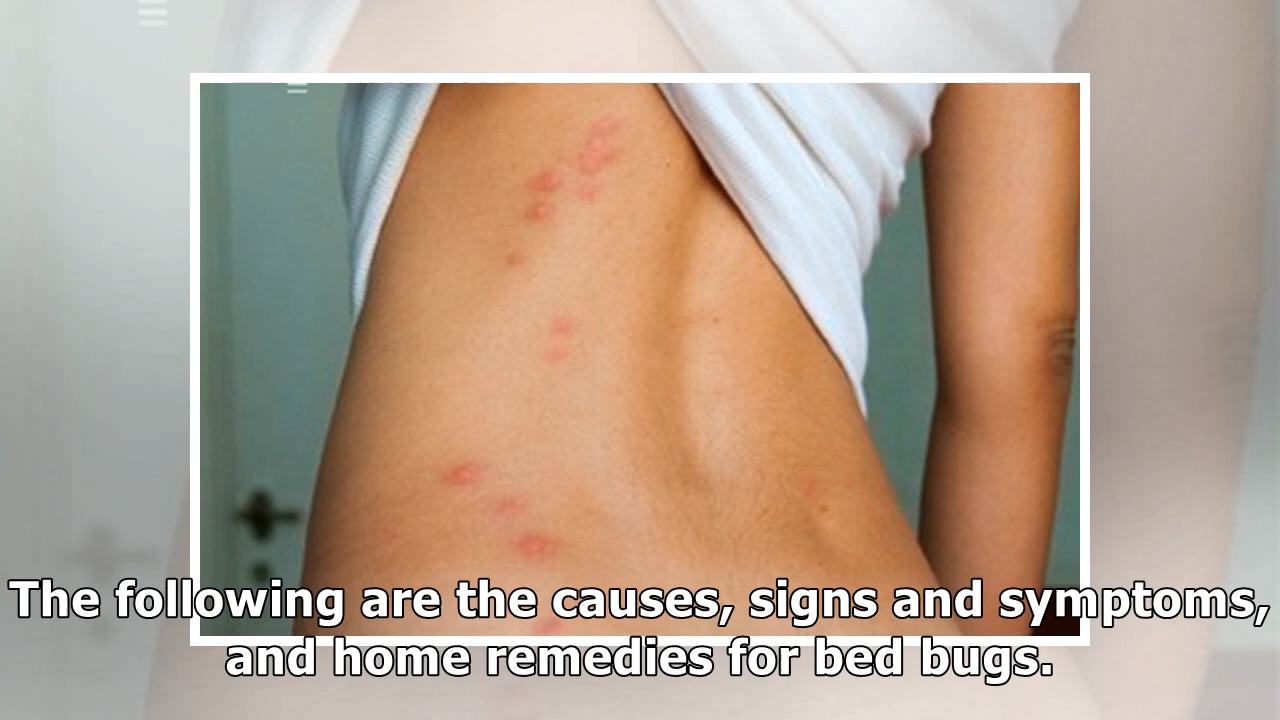 The following are the causes, signs and symptoms,
and home remedies for bed bugs.